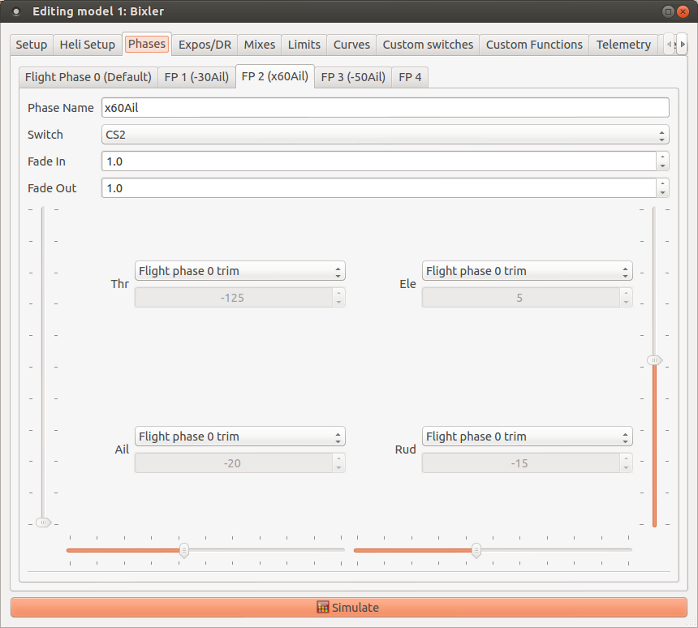 Editing model 1: Bixler
Setup Heli Setup Phases Expos/DR Mixes Limits Curves Custom switches Custom Functions Telemetry
Flight Phase 0 (Default) FP 1 (-30Ail) FP 2 (x60Ail) FP 3 (-50Ail) FP 4
Phase Name x60Ail
Switch CS2
Fade In 1.0
Fade Out 1.0
Thr Flight phase 0 trim Ele Flight phase 0 trim
-125 5
Ail Flight phase 0 trim Rud Flight phase 0 trim
-20 -15
Simulate